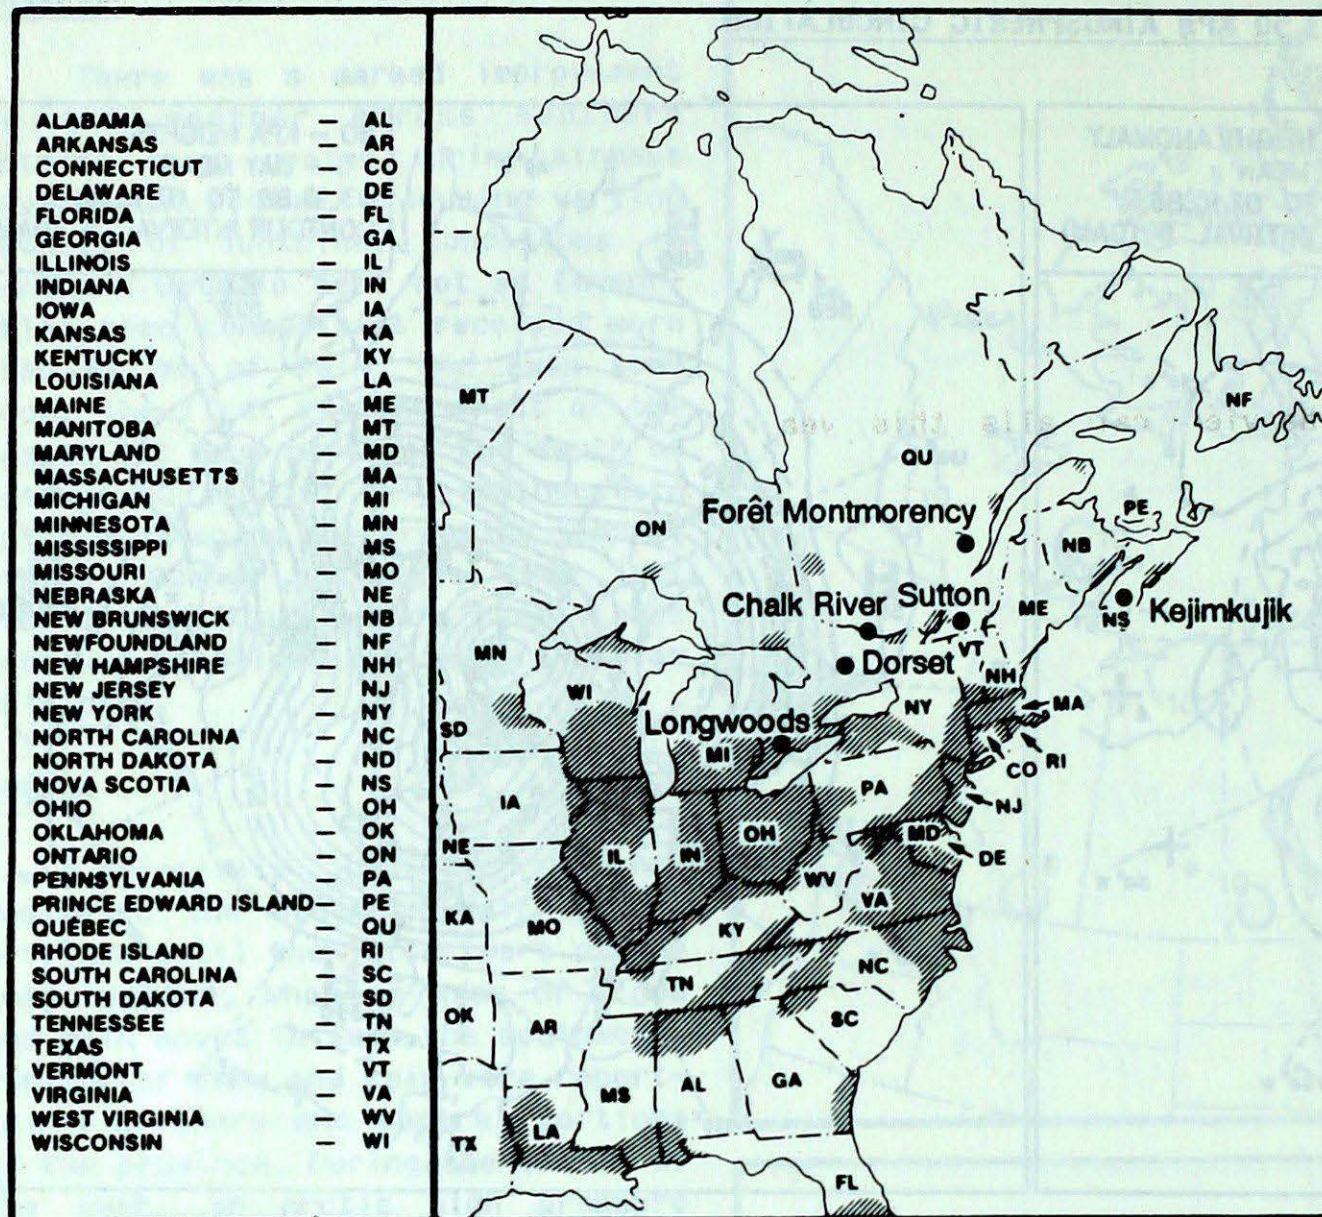 ALABAMA — AL
ARKANSAS — AR
CONNECTICUT — CO
DELAWARE — DE
FLORIDA — FL
GEORGIA — GA
ILLINOIS — IL
INDIANA — IN
IOWA — IA
KANSAS — KA
KENTUCKY — KY
LOUISIANA — LA
MAINE — ME
MANITOBA — MT
MARYLAND — MD
MASSACHUSETTS — MA
MICHIGAN — MI
MINNESOTA — MN
MISSISSIPPI — MS
MISSOURI — MO
NEBRASKA — NE
NEW BRUNSWICK — NB
NEWFOUNDLAND — NF
NEW HAMPSHIRE — NH
NEW JERSEY — NJ
NEW YORK — NY
NORTH CAROLINA — NC
NORTH DAKOTA — ND
NOVA SCOTIA — NS
OHIO — OH
OKLAHOMA — OK
ONTARIO — ON
PENNSYLVANIA — PA
PRINCE EDWARD ISLAND — PE
QUÉBEC — QU
RHODE ISLAND — RI
SOUTH CAROLINA — SC
SOUTH DAKOTA — SD
TENNESSEE — TN
TEXAS — TX
VERMONT — VT
VIRGINIA — VA
WEST VIRGINIA — WV
WISCONSIN — WI
MT
NF
QU
ON
Forêt Montmorency
PE
NB
Chalk River
Sutton
ME
NS
Kejimkujik
MN
VT
Dorset
NH
WI
NY
MA
SD
Longwoods
MI
CO
RI
IA
PA
NJ
NE
IL
IN
OH
MD
DE
WV
KA
MO
KY
VA
TN
NC
OK
AR
SC
MS
AL
GA
TX
LA
FL